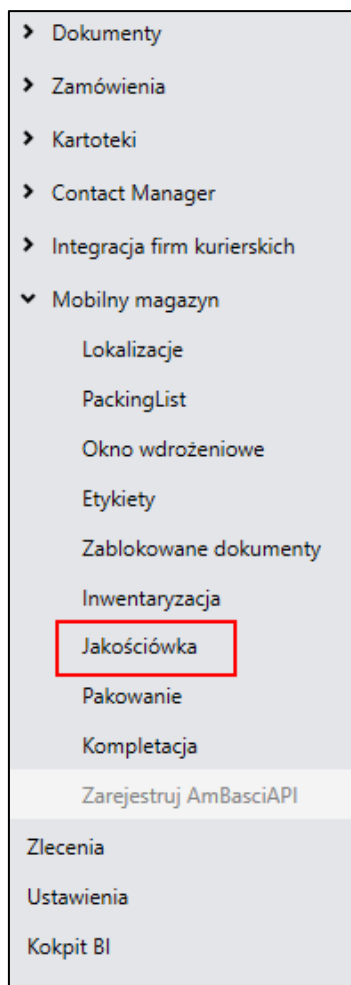 Dokumenty
Zamówienia
Kartoteki
Contact Manager
Integracja firm kurierskich
Mobilny magazyn
Lokalizacje
PackingList
Okno wdrożeniowe
Etykiety
Zablokowane dokumenty
Inwentaryzacja
Jakościówka
Pakowanie
Kompletacja
Zarejestruj AmBasciAPI
Zlecenia
Ustawienia
Kokpit BI